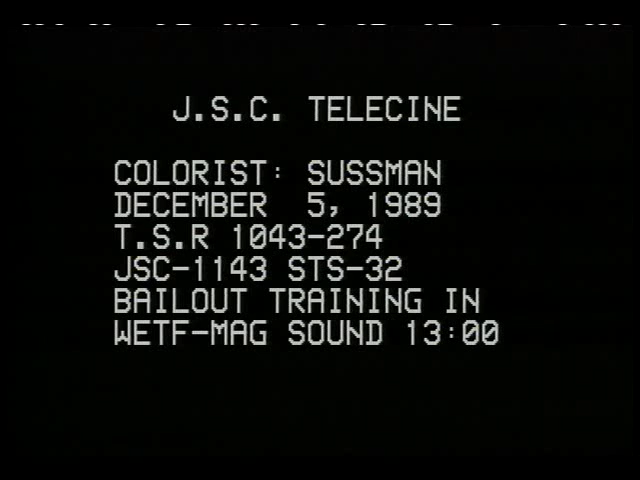 J.S.C. TELECINE
COLORIST: SUSSMAN
DECEMBER  5, 1989
T.S.R 1043-274
JSC-1143 STS-32
BAILOUT TRAINING IN
WETF-MAG SOUND 13:00